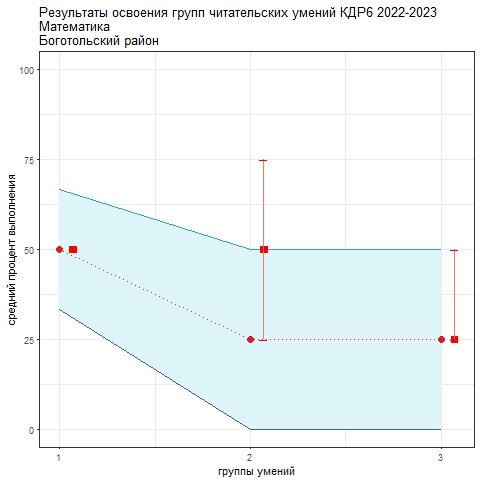 Результаты освоения групп читательских умений КДР6 2022-2023
Математика
Боготольский район
100
75
50
25
0
средний процент выполнения
1 2 3
группы умений